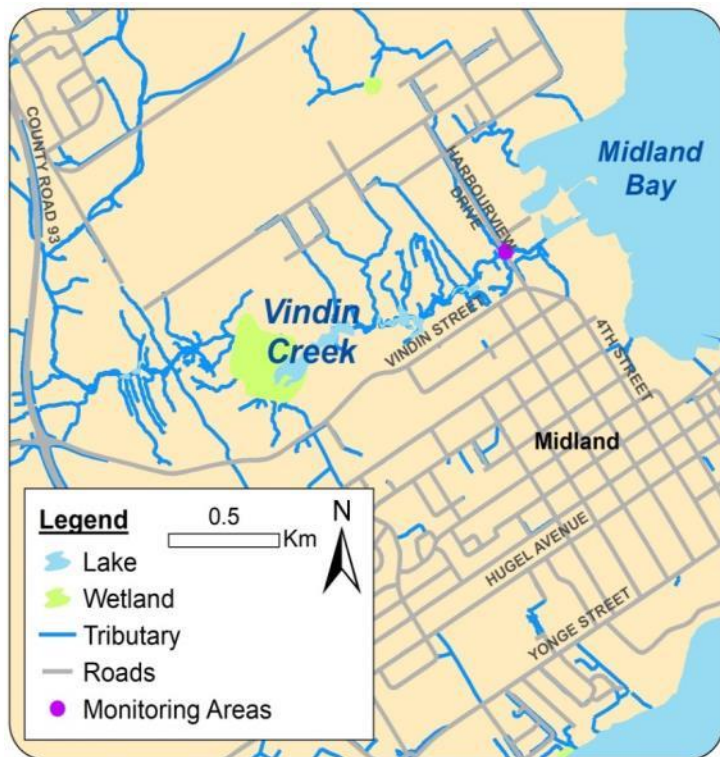 COUNTY ROAD 93
HARBOURVIEW
DRIVE
Midland
Bay
Vindin
Creek
VINDIN STREET
4TH STREET
Midland
HUGEL AVENUE
YONGE STREET
Legend
0.5
Km
N
Lake
Wetland
Tributary
Roads
Monitoring Areas